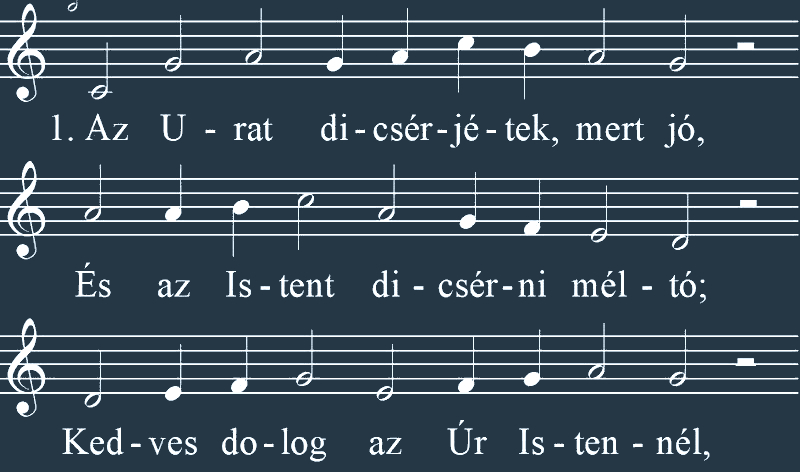 1. Az U - rat di - csér - jé - tek, mert jó,
És az Is - tent di - csér - ni mél - tó;
Ked - ves do - log az Úr Is - ten - nél,